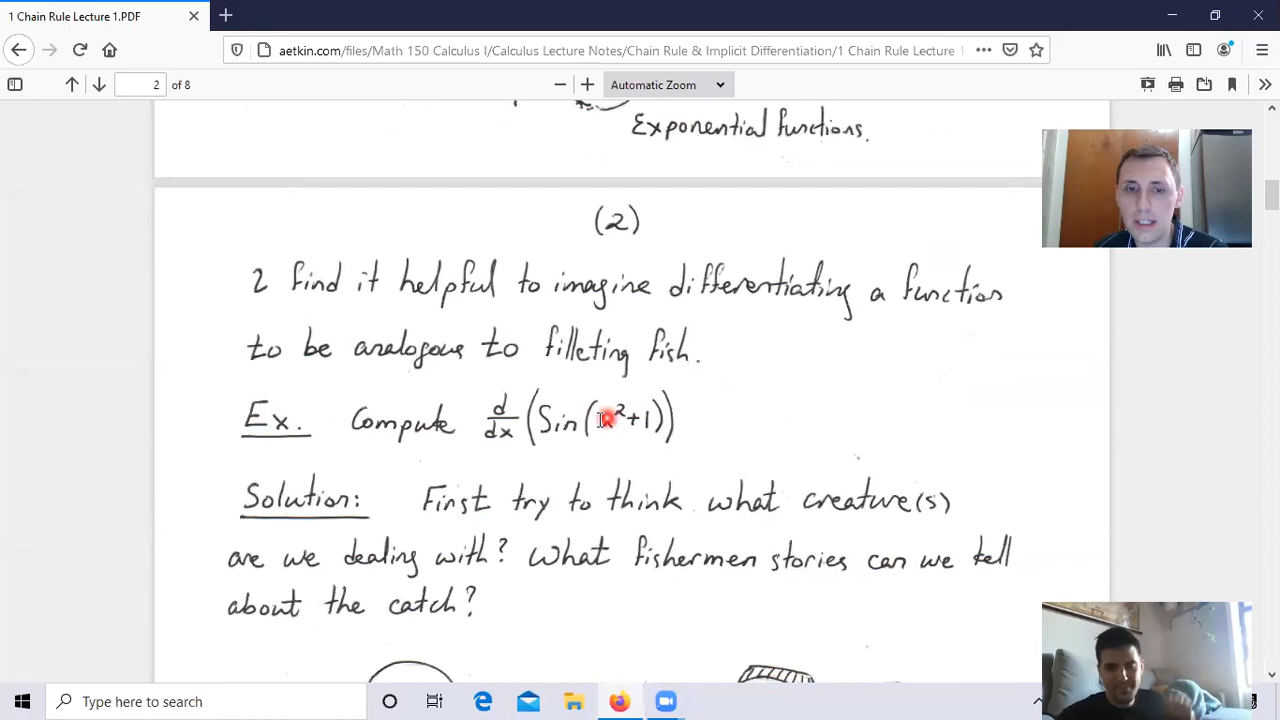 1 Chain Rule Lecture 1.PDF
aetkin.com/files/Math 150 Calculus I/Calculus Lecture Notes/Chain Rule & Implicit Differentiation/1 Chain Rule Lecture 1
2 of 8
Automatic Zoom
Exponential functions.
(2)
I find it helpful to imagine differentiating a function
to be analogous to filleting fish.
Ex. Compute d/dx (Sin(x²+1))
Solution: First try to think what creature(s)
are we dealing with? What fishermen stories can we tell
about the catch?
Type here to search